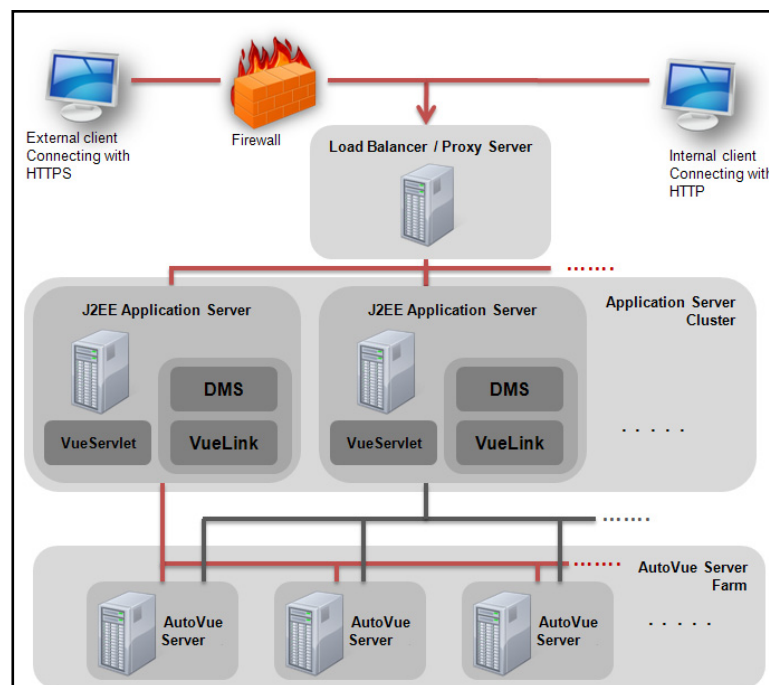 External client
Connecting with
HTTPS
Firewall
Internal client
Connecting with
HTTP
Load Balancer / Proxy Server
.......
J2EE Application Server
J2EE Application Server
Application Server
Cluster
DMS
DMS
VueServlet
VueLink
VueServlet
VueLink
. . . . .
.......
.......
AutoVue Server
Farm
AutoVue
Server
AutoVue
Server
AutoVue
Server
. . . . .